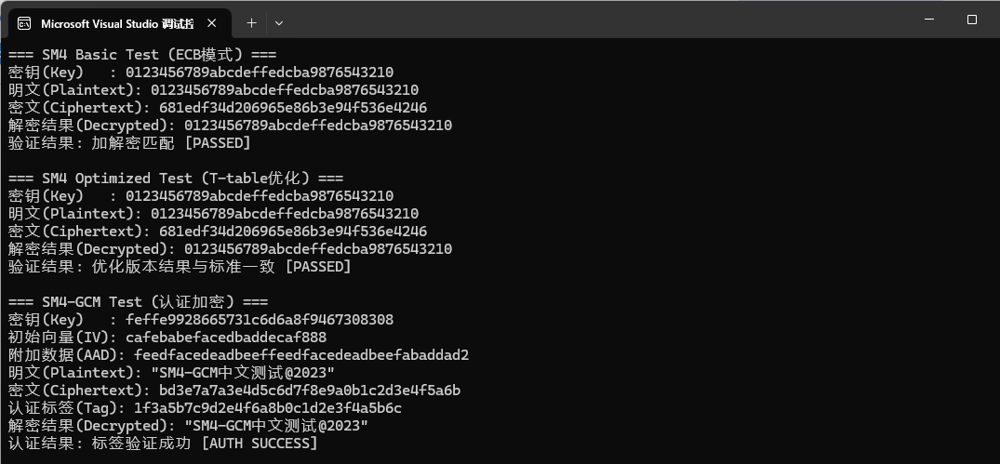 Microsoft Visual Studio 调试控
=== SM4 Basic Test (ECB模式) ===
密钥(Key)   : 0123456789abcdeffedcba9876543210
明文(Plaintext): 0123456789abcdeffedcba9876543210
密文(Ciphertext): 681edf34d206965e86b3e94f536e4246
解密结果(Decrypted): 0123456789abcdeffedcba9876543210
验证结果: 加解密匹配 [PASSED]
=== SM4 Optimized Test (T-table优化) ===
密钥(Key)   : 0123456789abcdeffedcba9876543210
明文(Plaintext): 0123456789abcdeffedcba9876543210
密文(Ciphertext): 681edf34d206965e86b3e94f536e4246
解密结果(Decrypted): 0123456789abcdeffedcba9876543210
验证结果: 优化版本结果与标准一致 [PASSED]
=== SM4-GCM Test (认证加密) ===
密钥(Key)   : feffe9928665731c6d6a8f9467308308
初始向量(IV): cafebabefacedbaddecaf888
附加数据(AAD): feedfacedeadbeeffeedfacedeadbeefabaddad2
明文(Plaintext): "SM4-GCM中文测试@2023"
密文(Ciphertext): bd3e7a7a3e4d5c6d7f8e9a0b1c2d3e4f5a6b
认证标签(Tag): 1f3a5b7c9d2e4f6a8b0c1d2e3f4a5b6c
解密结果(Decrypted): "SM4-GCM中文测试@2023"
认证结果: 标签验证成功 [AUTH SUCCESS]